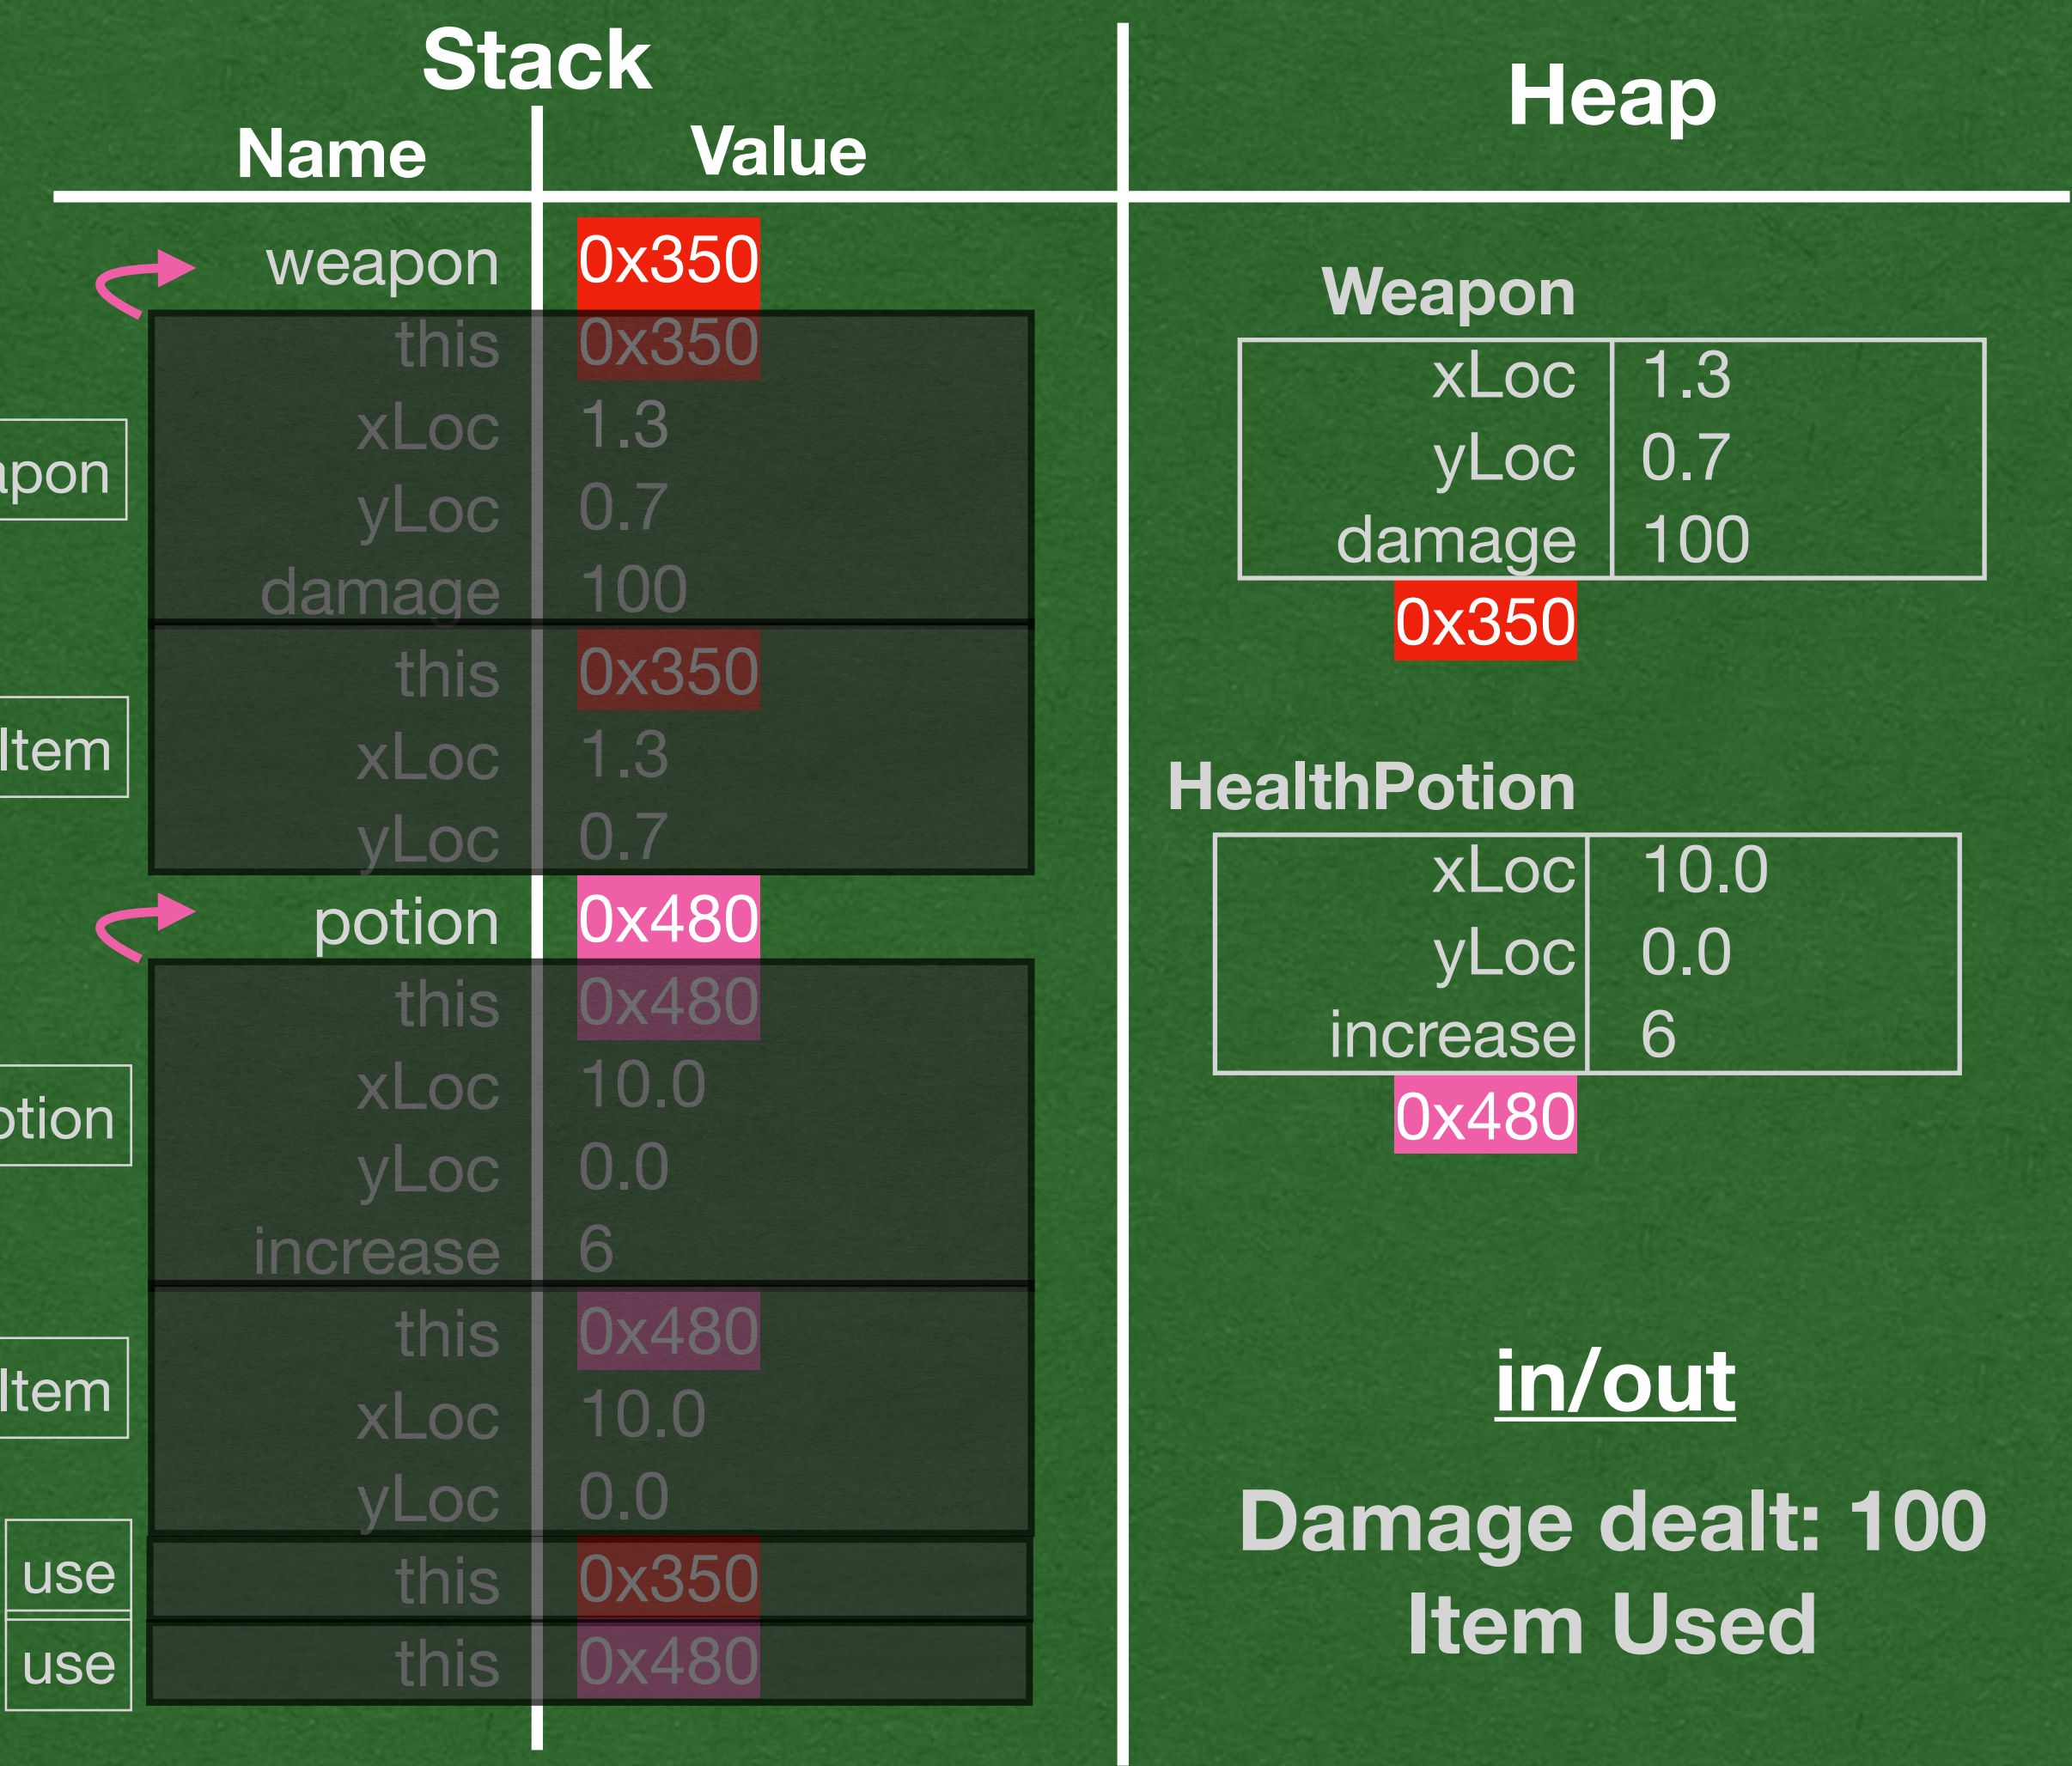 Stack
Heap
Name Value
weapon 0x350
this 0x350
xLoc 1.3
yLoc 0.7
damage 100
this 0x350
Item
xLoc 1.3
yLoc 0.7
potion 0x480
this 0x480
xLoc 10.0
yLoc 0.0
increase 6
this 0x480
Item
xLoc 10.0
yLoc 0.0
use this 0x350
use this 0x480
Weapon
xLoc 1.3
yLoc 0.7
damage 100
0x350
HealthPotion
xLoc 10.0
yLoc 0.0
increase 6
0x480
in/out
Damage dealt: 100
Item Used